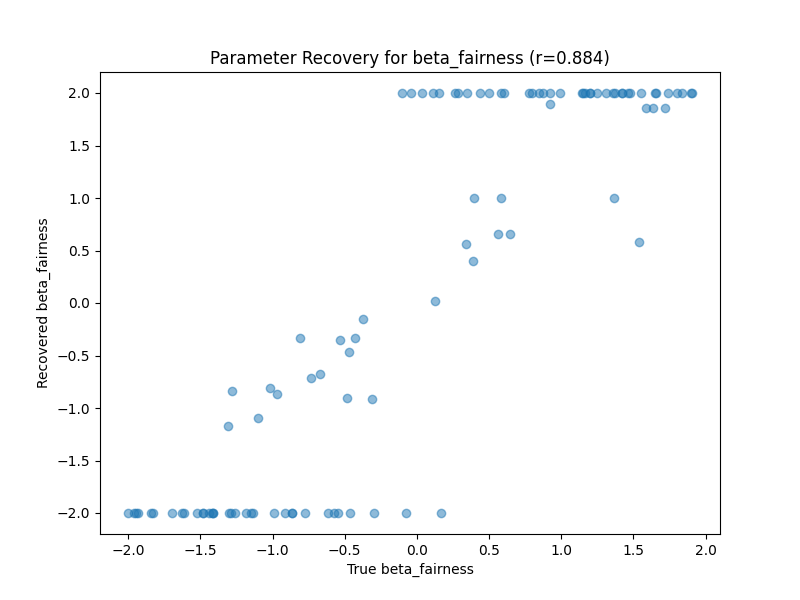 Parameter Recovery for beta_fairness (r=0.884)
2.0
1.5
1.0
0.5
0.0
−0.5
−1.0
−1.5
−2.0
Recovered beta_fairness
−2.0 −1.5 −1.0 −0.5 0.0 0.5 1.0 1.5 2.0
True beta_fairness